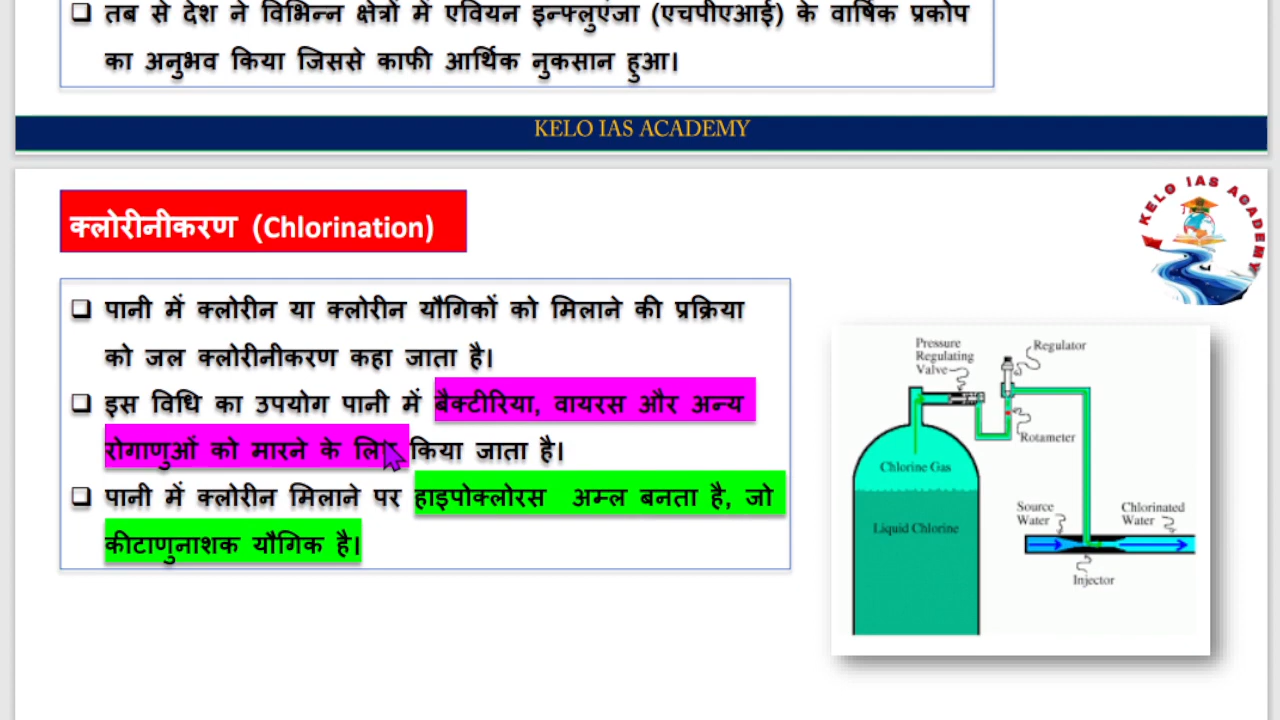 ❑ तब से देश ने विभिन्न क्षेत्रों में एवियन इन्फ्लुएंजा (एचपीएआई) के वार्षिक प्रकोप
का अनुभव किया जिससे काफी आर्थिक नुकसान हुआ।
KELO IAS ACADEMY
क्लोरीनीकरण (Chlorination)
KELO IAS ACADEMY
❑ पानी में क्लोरीन या क्लोरीन यौगिकों को मिलाने की प्रक्रिया
को जल क्लोरीनीकरण कहा जाता है।
❑ इस विधि का उपयोग पानी में बैक्टीरिया, वायरस और अन्य
रोगाणुओं को मारने के लिए किया जाता है।
❑ पानी में क्लोरीन मिलाने पर हाइपोक्लोरस अम्ल बनता है, जो
कीटाणुनाशक यौगिक है।
Pressure
Regulating
Valve
Regulator
Rotameter
Chlorine Gas
Liquid Chlorine
Source
Water
Chlorinated
Water
Injector